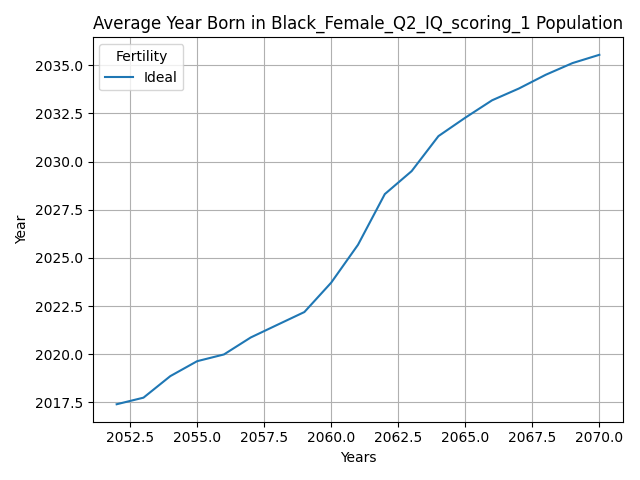 Average Year Born in Black_Female_Q2_IQ_scoring_1 Population
Fertility
Ideal
2035.0
2032.5
2030.0
2027.5
2025.0
2022.5
2020.0
2017.5
Year
2052.5 2055.0 2057.5 2060.0 2062.5 2065.0 2067.5 2070.0
Years